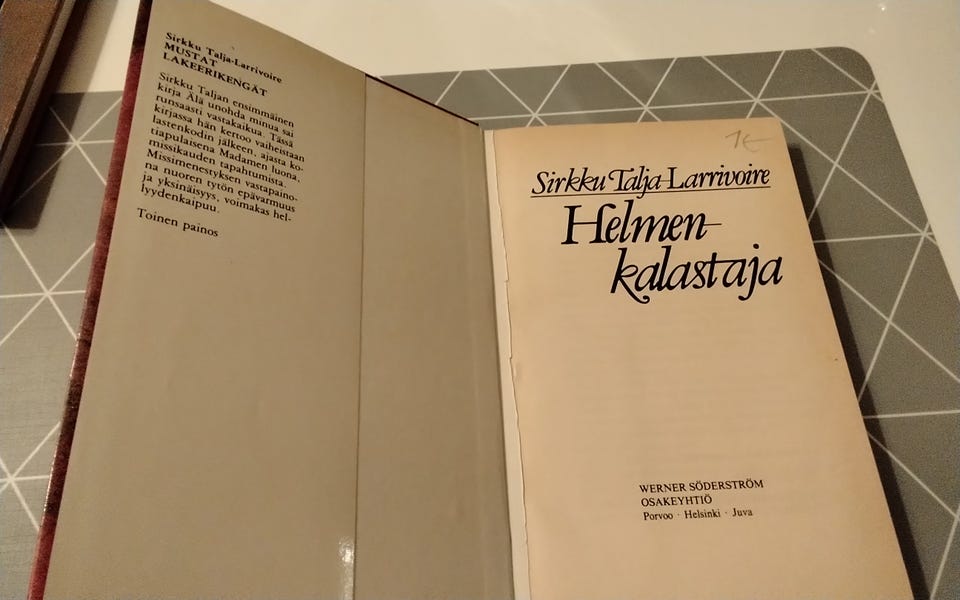 Sirkku Talja-Larrivoire
MUSTAT
LAKEERIKENGÄT
Sirkku Taljan ensimmäinen
kirja Älä unohda minua sai
runsaasti vastakaikua. Tässä
kirjassa hän kertoo vaiheistaan
lastenkodin jälkeen, ajasta ko-
tiapulaisena Madamen luona,
missikauden tapahtumista.
Missimenestyksen vastapaino-
na nuoren tytön epävarmuus
ja yksinäisyys, voimakas hel-
lyydenkaipuu.
Toinen painos
1€
Sirkku Talja-Larrivoire
Helmen-
kalastaja
WERNER SÖDERSTRÖM
OSAKEYHTIÖ
Porvoo · Helsinki · Juva